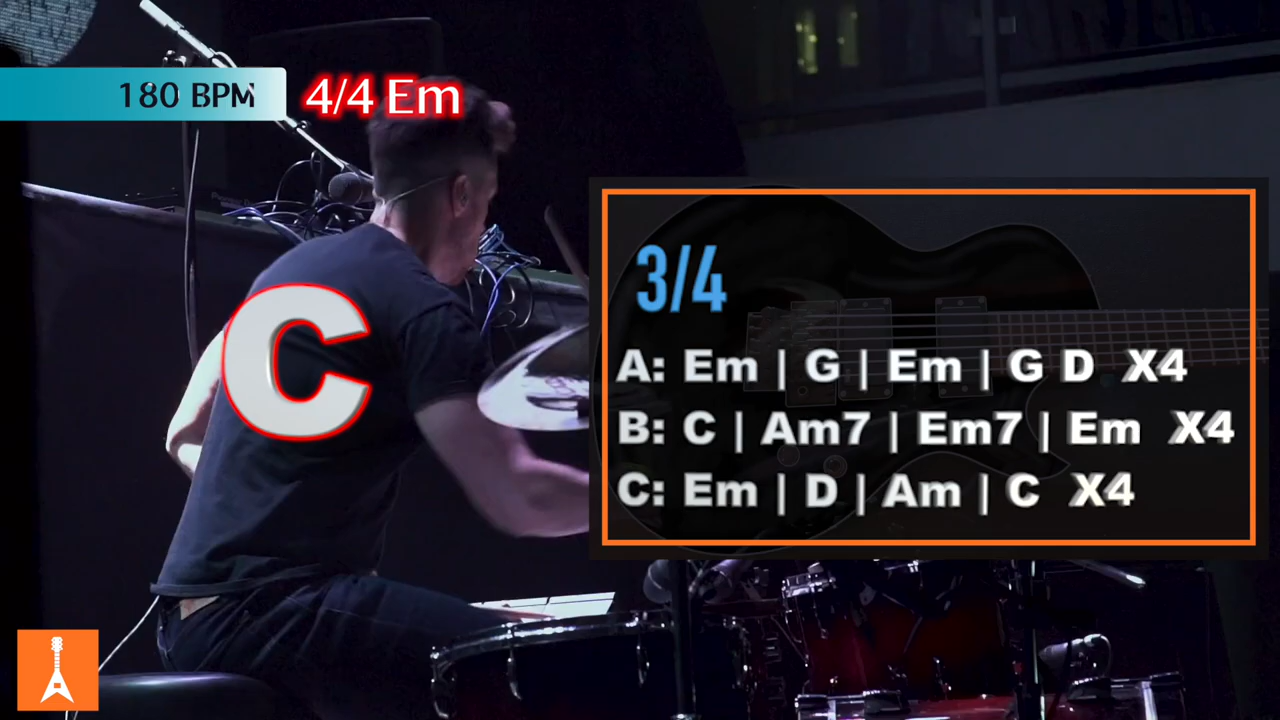 180 BPM
4/4 Em
C
3/4
A: Em | G | Em | G D X4
B: C | Am7 | Em7 | Em X4
C: Em | D | Am | C X4